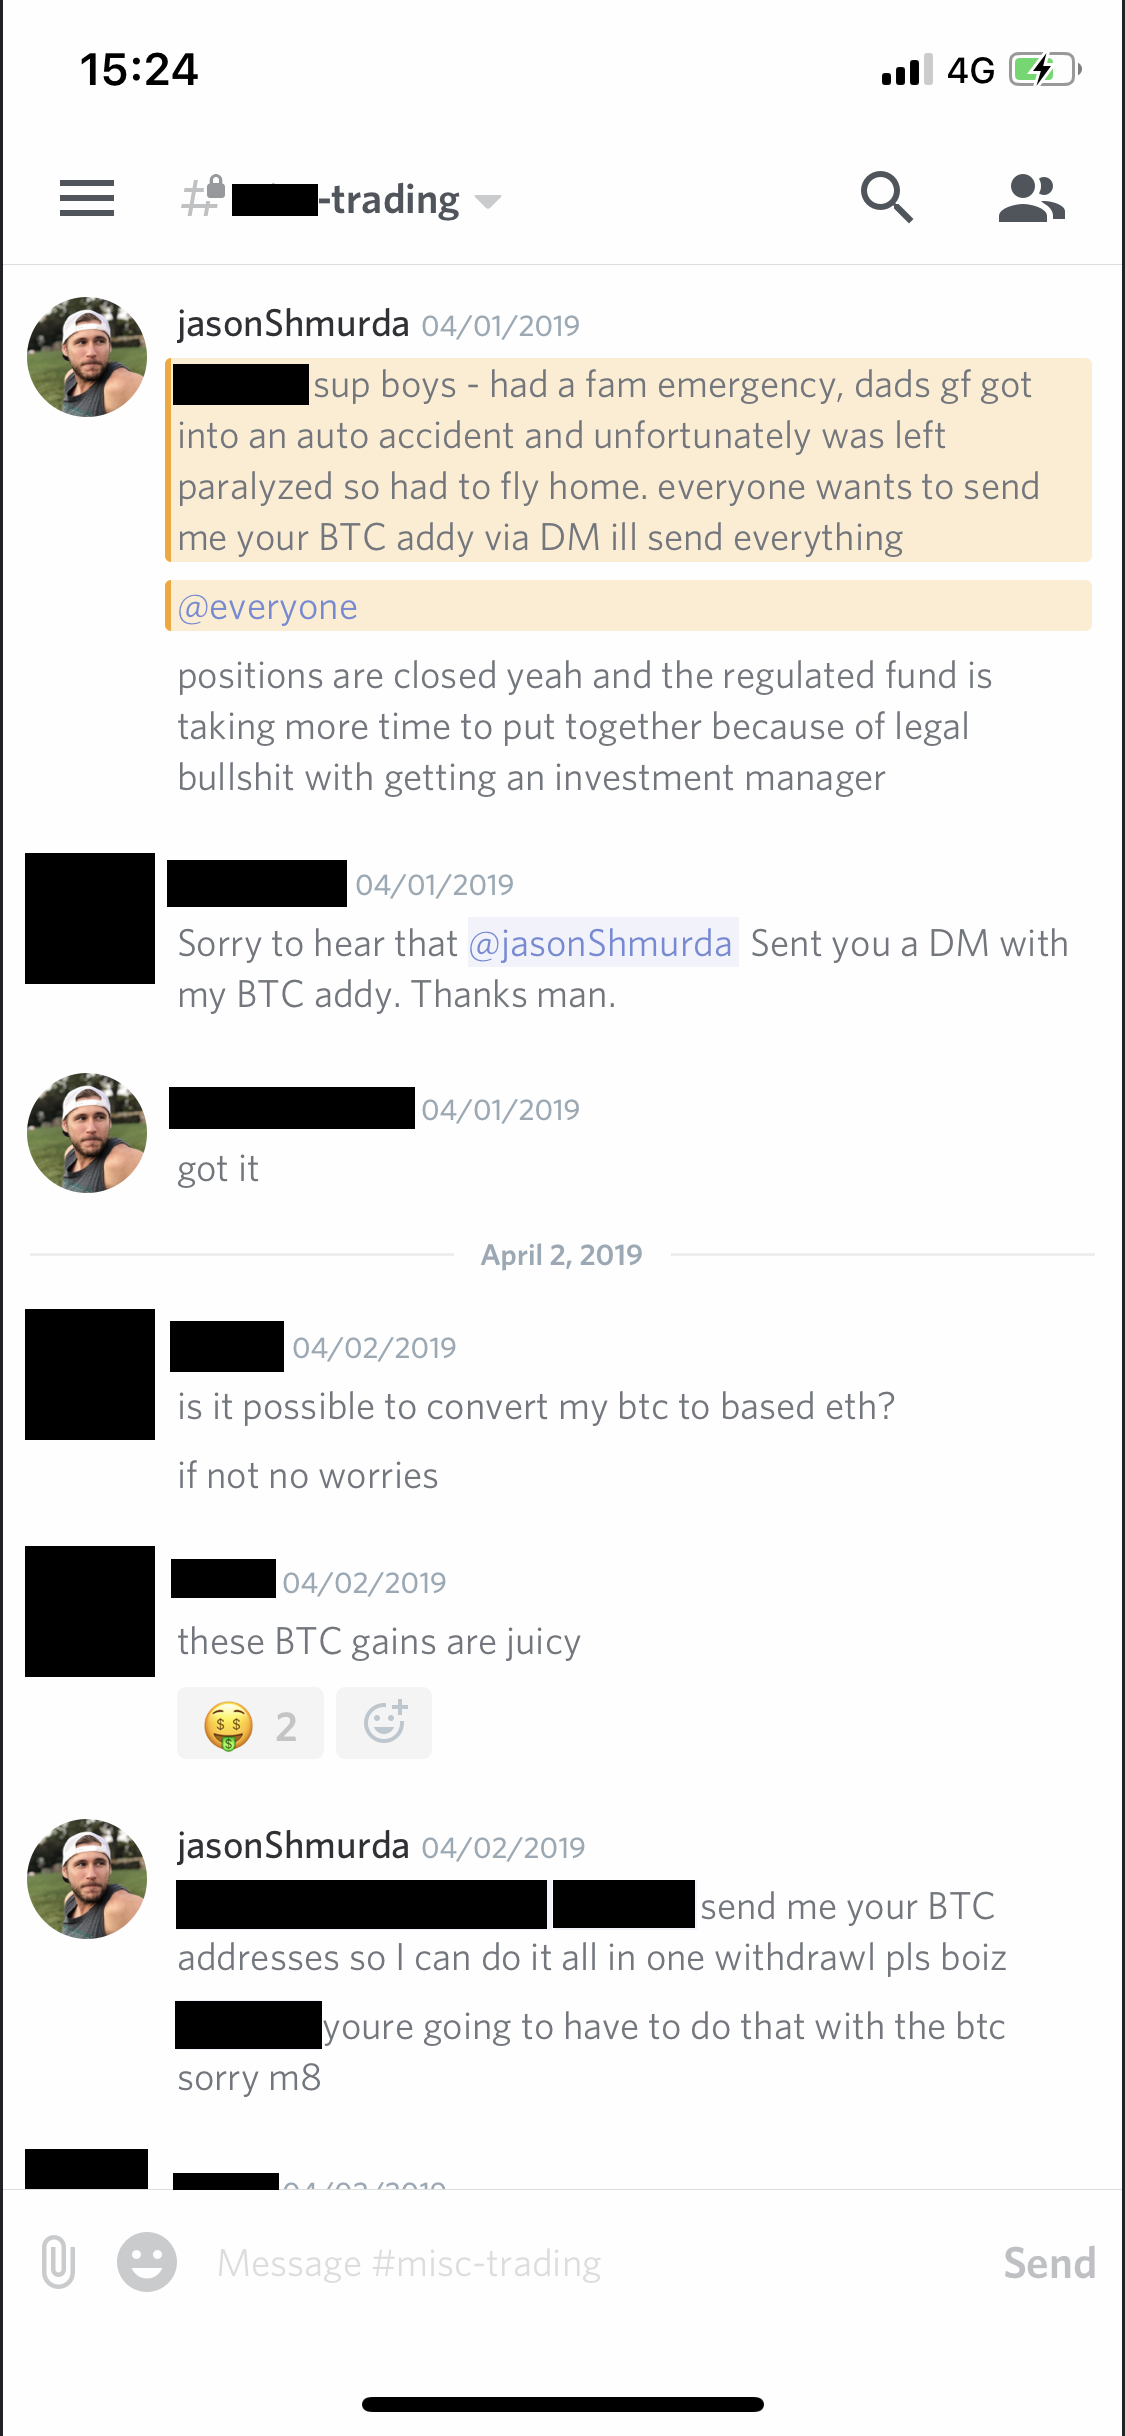 15:24
4G
# -trading
jasonShmurda 04/01/2019
sup boys - had a fam emergency, dads gf got
into an auto accident and unfortunately was left
paralyzed so had to fly home. everyone wants to send
me your BTC addy via DM ill send everything
@everyone
positions are closed yeah and the regulated fund is
taking more time to put together because of legal
bullshit with getting an investment manager
04/01/2019
Sorry to hear that @jasonShmurda Sent you a DM with
my BTC addy. Thanks man.
04/01/2019
got it
April 2, 2019
04/02/2019
is it possible to convert my btc to based eth?
if not no worries
04/02/2019
these BTC gains are juicy
2
jasonShmurda 04/02/2019
send me your BTC
addresses so I can do it all in one withdrawl pls boiz
youre going to have to do that with the btc
sorry m8
Message #misc-trading
Send